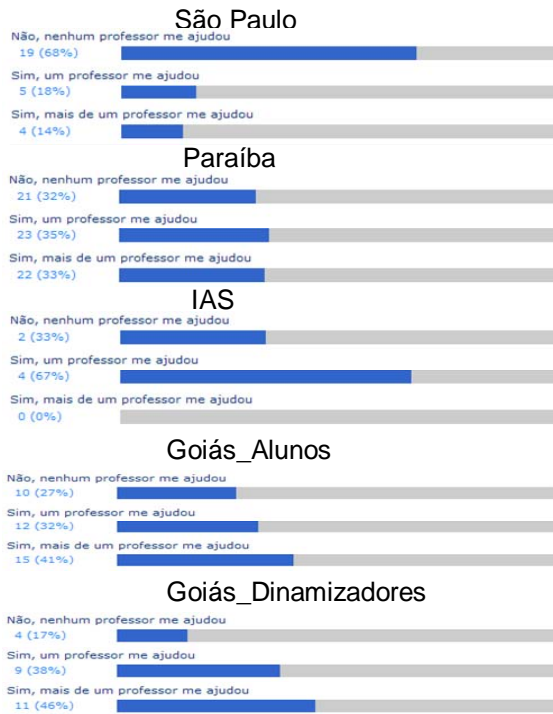 São Paulo
Não, nenhum professor me ajudou
19 (68%)
Sim, um professor me ajudou
5 (18%)
Sim, mais de um professor me ajudou
4 (14%)
Paraíba
Não, nenhum professor me ajudou
21 (32%)
Sim, um professor me ajudou
23 (35%)
Sim, mais de um professor me ajudou
22 (33%)
IAS
Não, nenhum professor me ajudou
2 (33%)
Sim, um professor me ajudou
4 (67%)
Sim, mais de um professor me ajudou
0 (0%)
Goiás_Alunos
Não, nenhum professor me ajudou
10 (27%)
Sim, um professor me ajudou
12 (32%)
Sim, mais de um professor me ajudou
15 (41%)
Goiás_Dinamizadores
Não, nenhum professor me ajudou
4 (17%)
Sim, um professor me ajudou
9 (38%)
Sim, mais de um professor me ajudou
11 (46%)